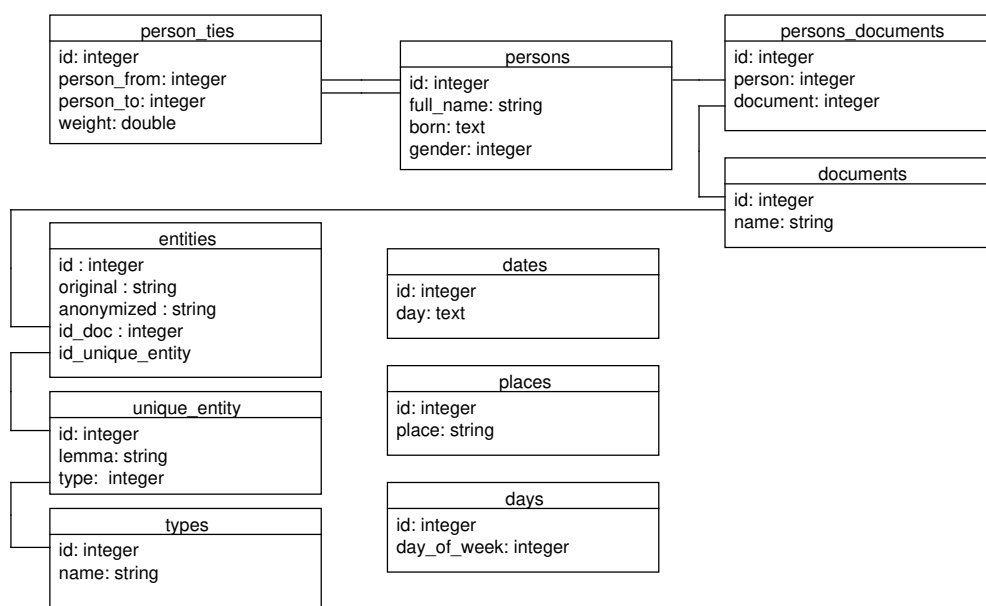 person_ties
id: integer
person_from: integer
person_to: integer
weight: double
persons
id: integer
full_name: string
born: text
gender: integer
persons_documents
id: integer
person: integer
document: integer
documents
id: integer
name: string
entities
id : integer
original : string
anonymized : string
id_doc : integer
id_unique_entity
dates
id: integer
day: text
places
id: integer
place: string
unique_entity
id: integer
lemma: string
type: integer
days
id: integer
day_of_week: integer
types
id: integer
name: string